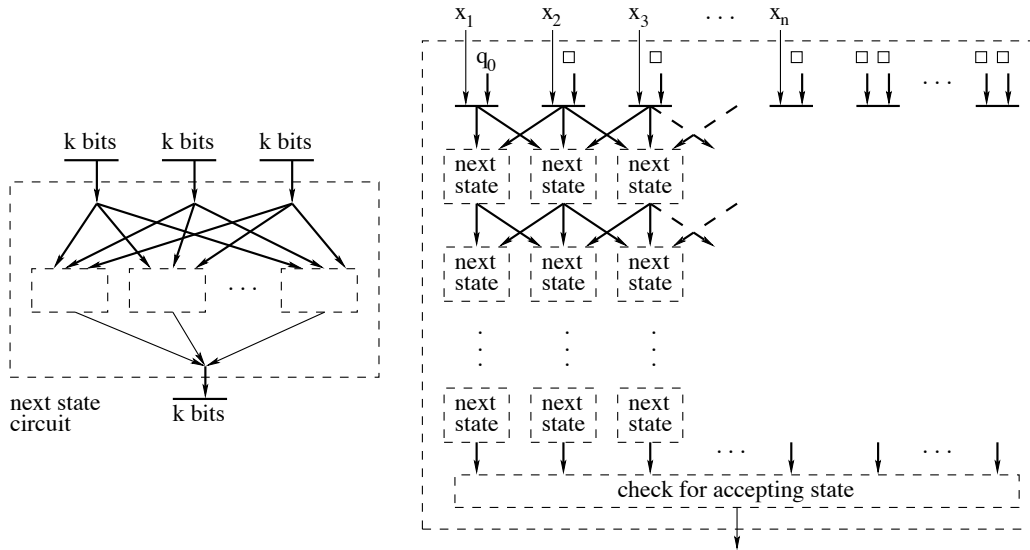 x1 x2 x3 . . . xn
q0 □ □ □ □ □ □ □
. . .
k bits k bits k bits
next state next state next state
. . .
next state next state next state
. . . . . . . . .
k bits
next state circuit
next state next state next state
. . . . . .
check for accepting state